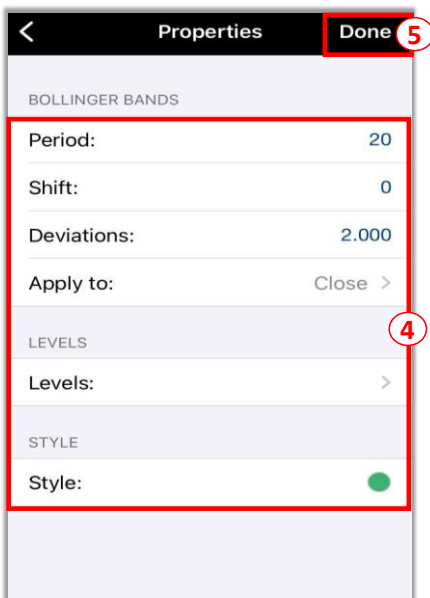 < Properties Done 5
BOLLINGER BANDS
Period: 20
Shift: 0
Deviations: 2.000
Apply to: Close >
4
LEVELS
Levels: >
STYLE
Style: